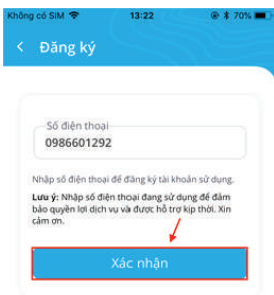 Không có SIM 13:22 70%
Đăng ký
Số điện thoại
0986601292
Nhập số điện thoại để đăng ký tài khoản sử dụng.
Lưu ý: Nhập số điện thoại đang sử dụng để đảm
bảo quyền lợi dịch vụ và được hỗ trợ kịp thời. Xin
cảm ơn.
Xác nhận